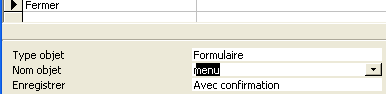 Fermer
Type objet Formulaire
Nom objet menu
Enregistrer Avec confirmation